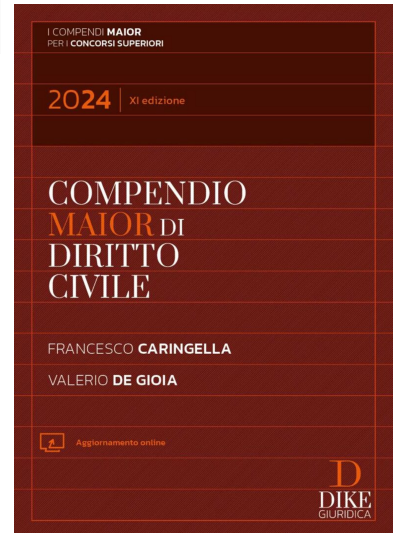 I COMPENDI MAIOR
PER I CONCORSI SUPERIORI
2024 XI edizione
COMPENDIO
MAIOR DI
DIRITTO
CIVILE
FRANCESCO CARINGELLA
VALERIO DE GIOIA
Aggiornamento online
D
DIKE
GIURIDICA